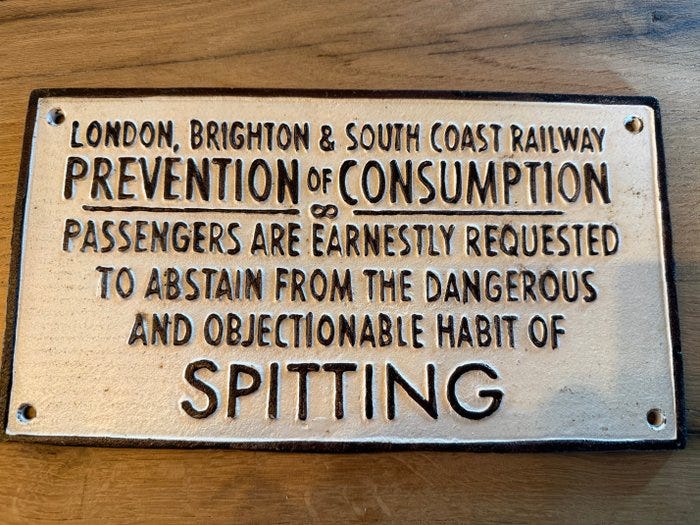 LONDON, BRIGHTON & SOUTH COAST RAILWAY
PREVENTION OF CONSUMPTION
PASSENGERS ARE EARNESTLY REQUESTED
TO ABSTAIN FROM THE DANGEROUS
AND OBJECTIONABLE HABIT OF
SPITTING